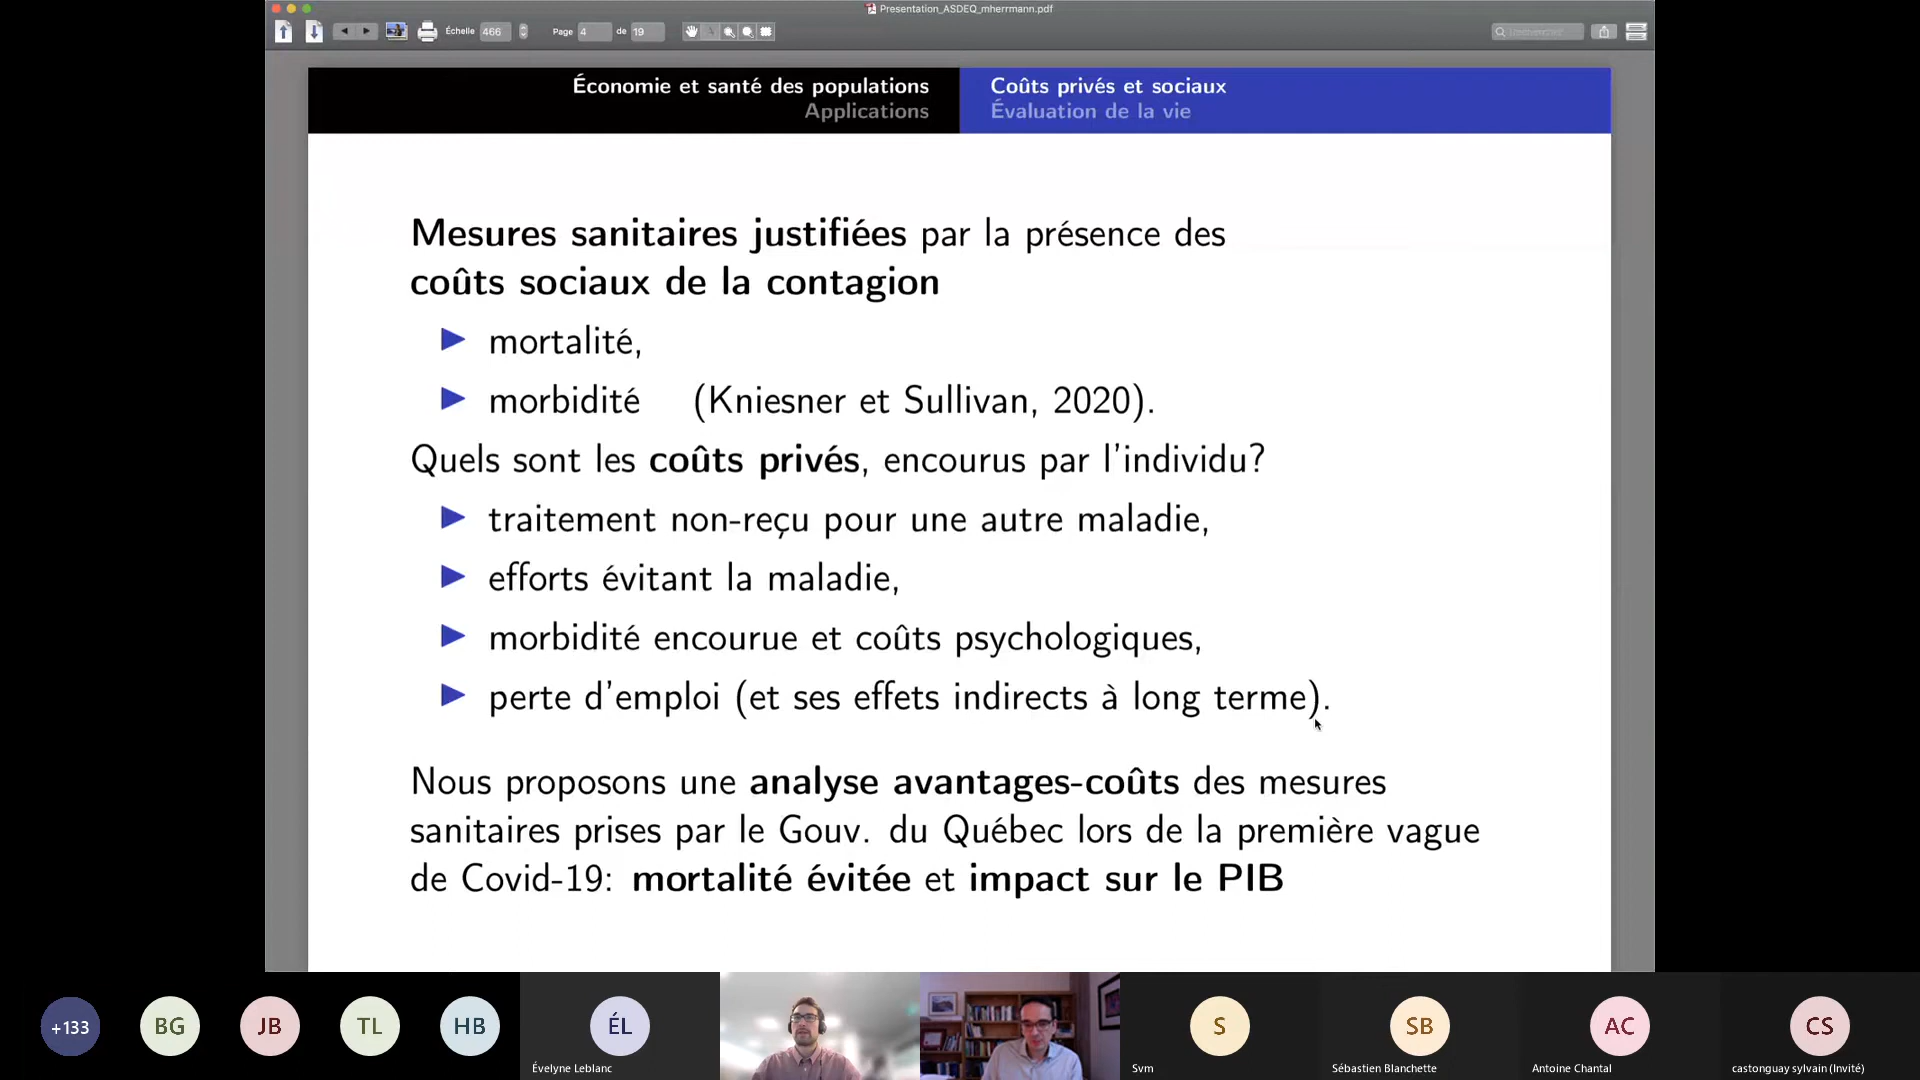 Presentation_ASDEQ_mherrmann.pdf
Échelle 466 Page 4 de 19
Économie et santé des populations
Applications
Coûts privés et sociaux
Évaluation de la vie
Mesures sanitaires justifiées par la présence des
coûts sociaux de la contagion
mortalité,
morbidité (Kniesner et Sullivan, 2020).
Quels sont les coûts privés, encourus par l'individu?
traitement non-reçu pour une autre maladie,
efforts évitant la maladie,
morbidité encourue et coûts psychologiques,
perte d'emploi (et ses effets indirects à long terme).
Nous proposons une analyse avantages-coûts des mesures
sanitaires prises par le Gouv. du Québec lors de la première vague
de Covid-19: mortalité évitée et impact sur le PIB
+133
BG
JB
TL
HB
ÉL
Évelyne Leblanc
S
Svm
SB
Sébastien Blanchette
AC
Antoine Chantal
CS
castonguay sylvain (Invité)